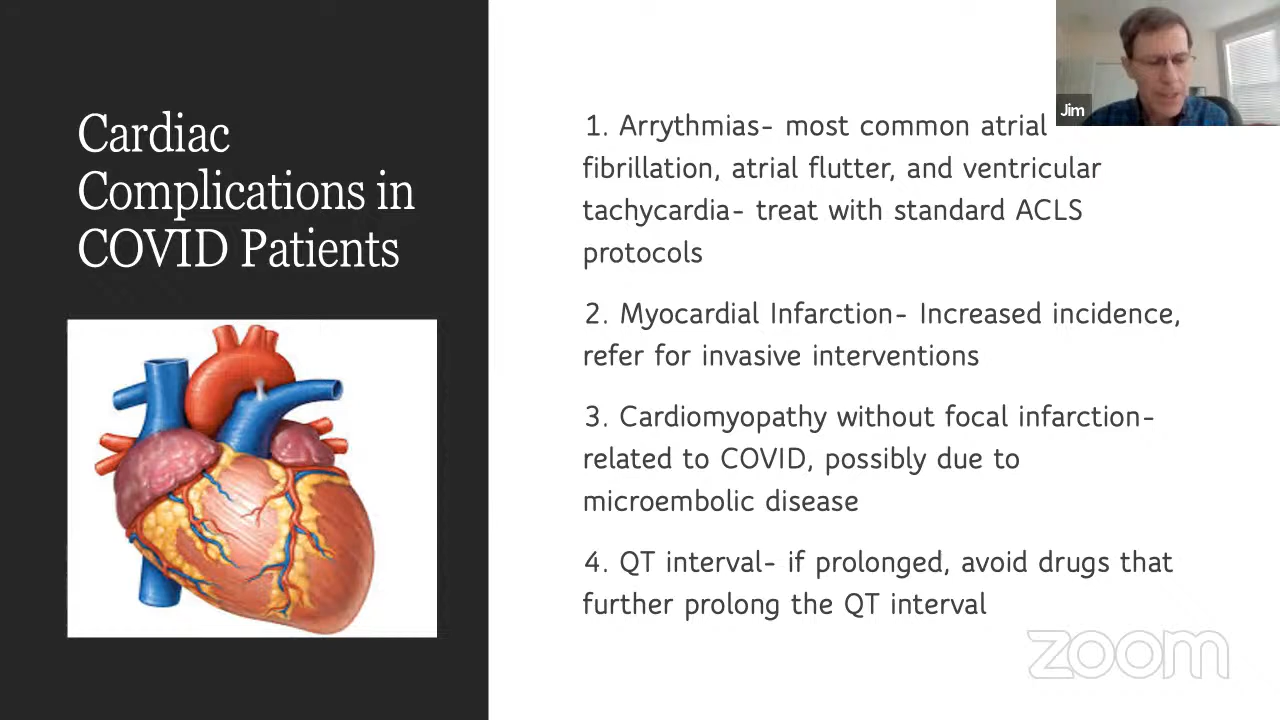 Cardiac
Complications in
COVID Patients
Jim
1. Arrythmias- most common atrial
fibrillation, atrial flutter, and ventricular
tachycardia- treat with standard ACLS
protocols
2. Myocardial Infarction- Increased incidence,
refer for invasive interventions
3. Cardiomyopathy without focal infarction-
related to COVID, possibly due to
microembolic disease
4. QT interval- if prolonged, avoid drugs that
further prolong the QT interval
zoom